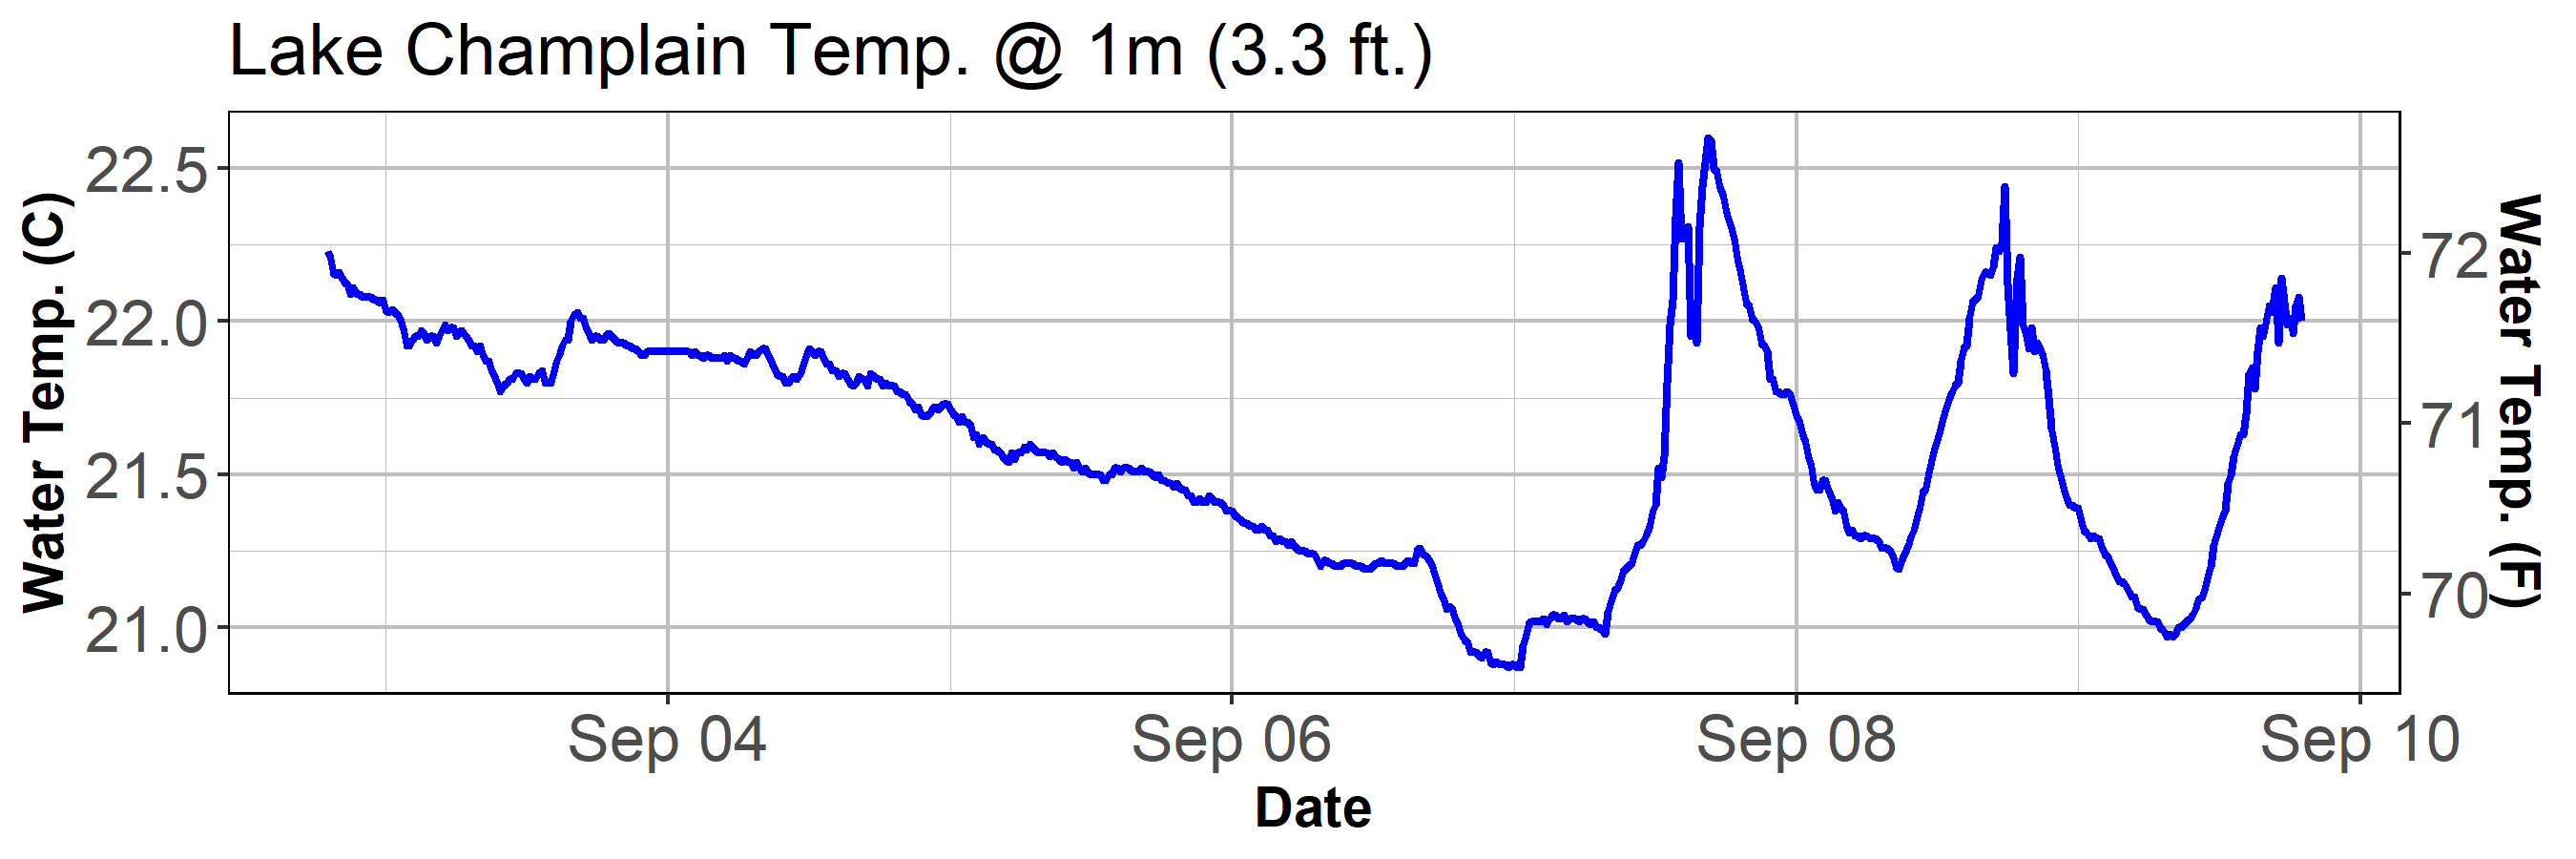 Lake Champlain Temp. @ 1m (3.3 ft.)
Water Temp. (C)
22.5
22.0
21.5
21.0
72
71
70
Water Temp. (F)
Sep 04 Sep 06 Sep 08 Sep 10
Date